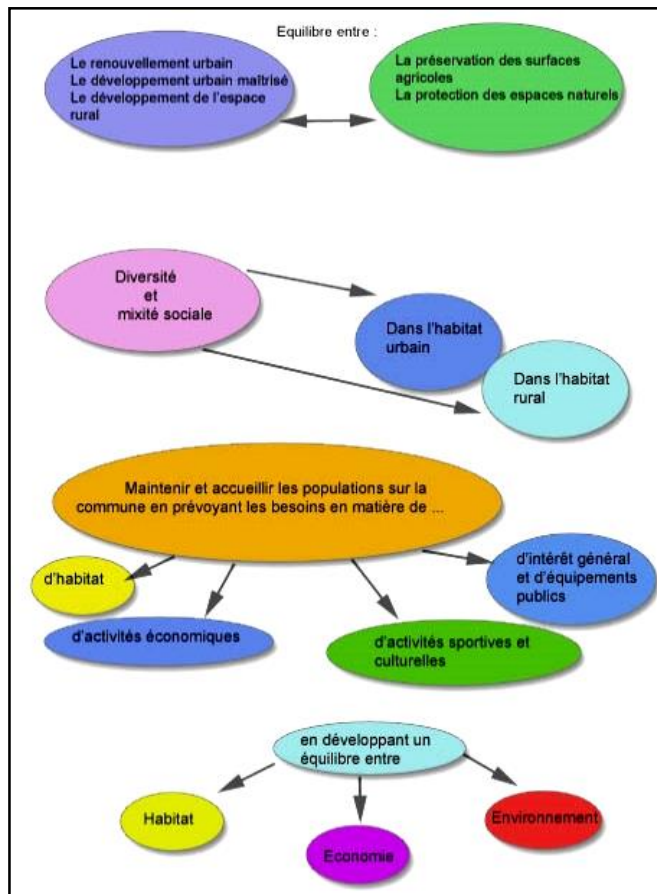 Equilibre entre :
Le renouvellement urbain
Le développement urbain maîtrisé
Le développement de l'espace
rural
La préservation des surfaces
agricoles
La protection des espaces naturels
Diversité
et
mixité sociale
Dans l'habitat
urbain
Dans l'habitat
rural
Maintenir et accueillir les populations sur la
commune en prévoyant les besoins en matière de ...
d'habitat
d'intérêt général
et d'équipements
publics
d'activités économiques
d'activités sportives et
culturelles
en développant un
équilibre entre
Habitat
Economie
Environnement